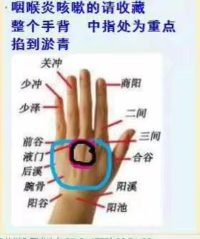 ·咽喉炎咳嗽的请收藏
整个手背 中指处为重点
掐到淤青
关冲
少冲
少泽
商阳
二间
三间
前谷
液门
合谷
后溪
腕骨
阳溪
阳谷
阳池